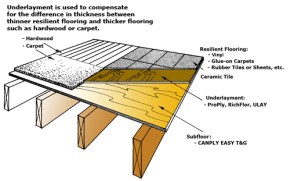 Underlayment is used to compensate
for the difference in thickness between
thinner resilient flooring and thicker flooring
such as hardwood or carpet.
- Hardwood
- Carpet
Resilient Flooring:
- Vinyl
- Glue-on Carpets
- Rubber Tiles or Sheets, etc.
Ceramic Tile
Underlayment:
- ProPly, RichFlor, ULAY
Subfloor:
- CANPLY EASY T&G